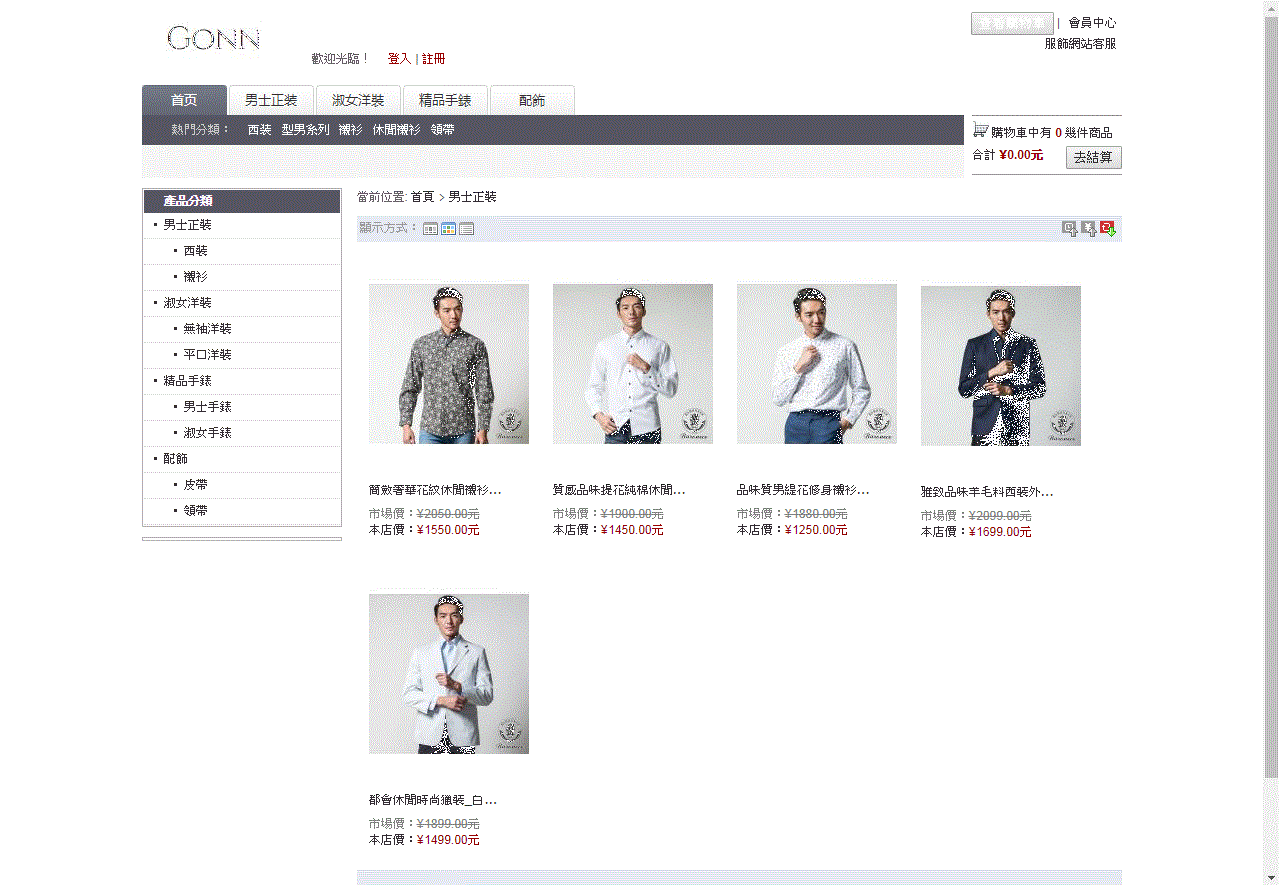 GONN
查看購物車 | 會員中心
服飾網站客服
歡迎光臨！ 登入 | 註冊
首页 男士正裝 淑女洋裝 精品手錶 配飾
熱門分類： 西裝 型男系列 襯衫 休閒襯衫 領帶
購物車中有 0 幾件商品
合計 ¥0.00元 去結算
產品分類
男士正裝
西裝
襯衫
淑女洋裝
無袖洋裝
平口洋裝
精品手錶
男士手錶
淑女手錶
配飾
皮帶
領帶
當前位置: 首頁 > 男士正裝
顯示方式：
簡斂奢華花紋休閒襯衫...
市場價：¥2050.00元
本店價：¥1550.00元
質感品味提花純棉休閒...
市場價：¥1900.00元
本店價：¥1450.00元
品味質男緹花修身襯衫...
市場價：¥1880.00元
本店價：¥1250.00元
雅致品味羊毛料西裝外...
市場價：¥2099.00元
本店價：¥1699.00元
都會休閒時尚獵裝_白...
市場價：¥1899.00元
本店價：¥1499.00元